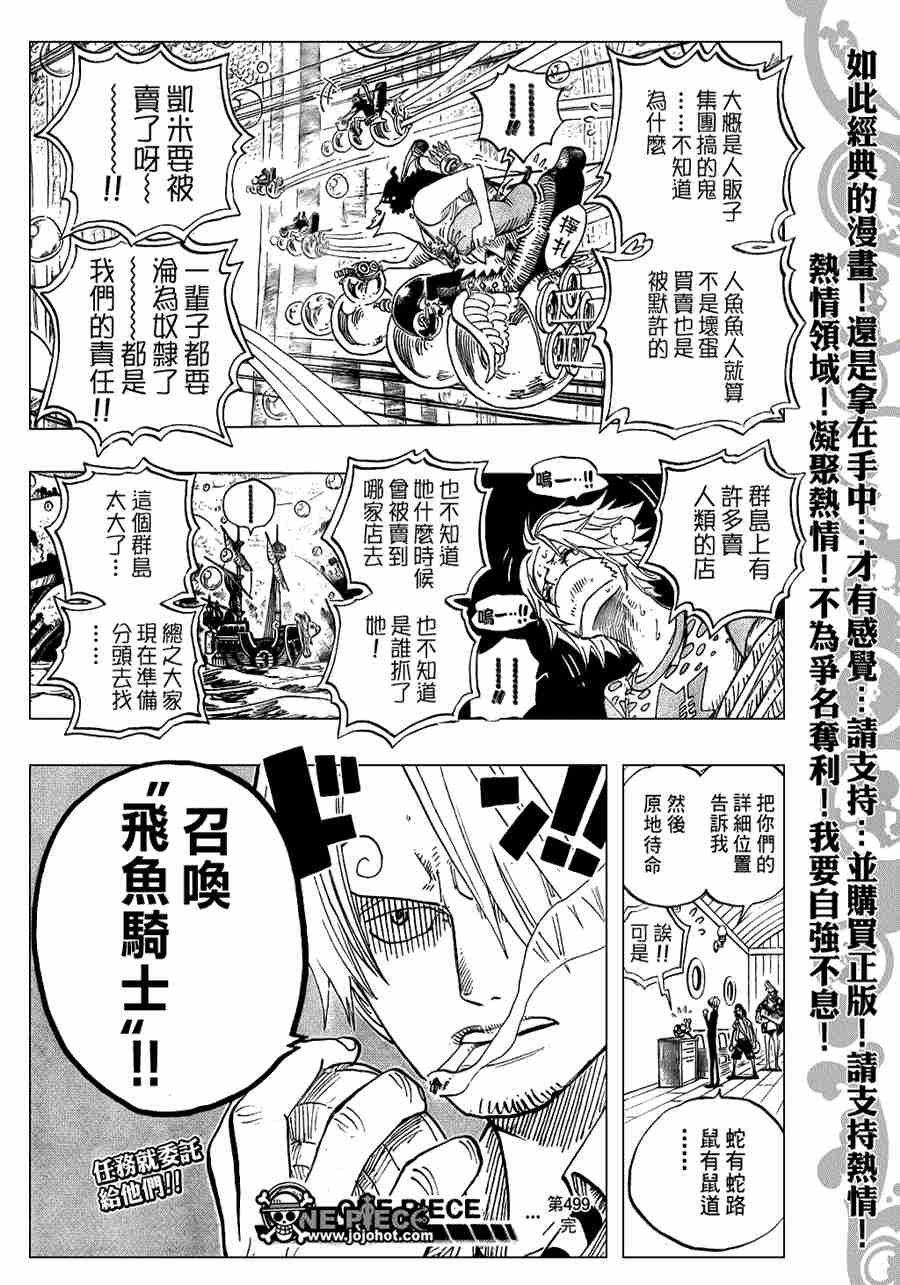 如此經典的漫畫！還是拿在手中…才有感覺…請支持…並購買正版！請支持熱情！
熱情領域！凝聚熱情！不為爭名奪利！我要自強不息！
大概是人販子
集團搞的鬼
……不知道
為什麼
人魚魚人就算
不是壞蛋
買賣也是
被默許的
…………!!
掙扎
凱米要被
賣了呀~
~~~~!!
一輩子都要
淪為奴隸了
~~~~都是
我們的責任!!
群島上有
許多賣
人類的店
嗚一…!!
嗚一…!!
…………!!
也不知道
她什麼時候
會被賣到
哪家店去
也不知道
是誰抓了
她！
…………
這個群島
太大了…
總之大家
現在準備
分頭去找
……
把你們的
詳細位置
告訴我
然後
原地待命
誒!!
可是
蛇有蛇路
鼠有鼠道
……
召喚
“飛魚騎士”!!
任務就委託
給他們!!
ONE PIECE
ONE PIECE
www.jojohot.com
…
第499
完